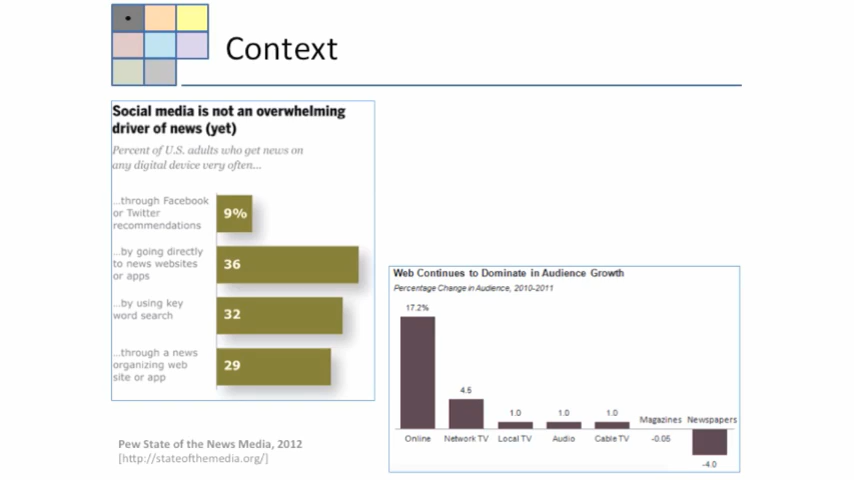 Context
Social media is not an overwhelming
driver of news (yet)
Percent of U.S. adults who get news on
any digital device very often...
...through Facebook
or Twitter
recommendations
9%
...by going directly
to news websites
or apps
36
...by using key
word search
32
...through a news
organizing web
site or app
29
Pew State of the News Media, 2012
[http://stateofthemedia.org/]
Web Continues to Dominate in Audience Growth
Percentage Change in Audience, 2010-2011
17.2%
4.5
1.0
1.0
1.0
Magazines Newspapers
Online Network TV Local TV Audio Cable TV -0.05
-4.0